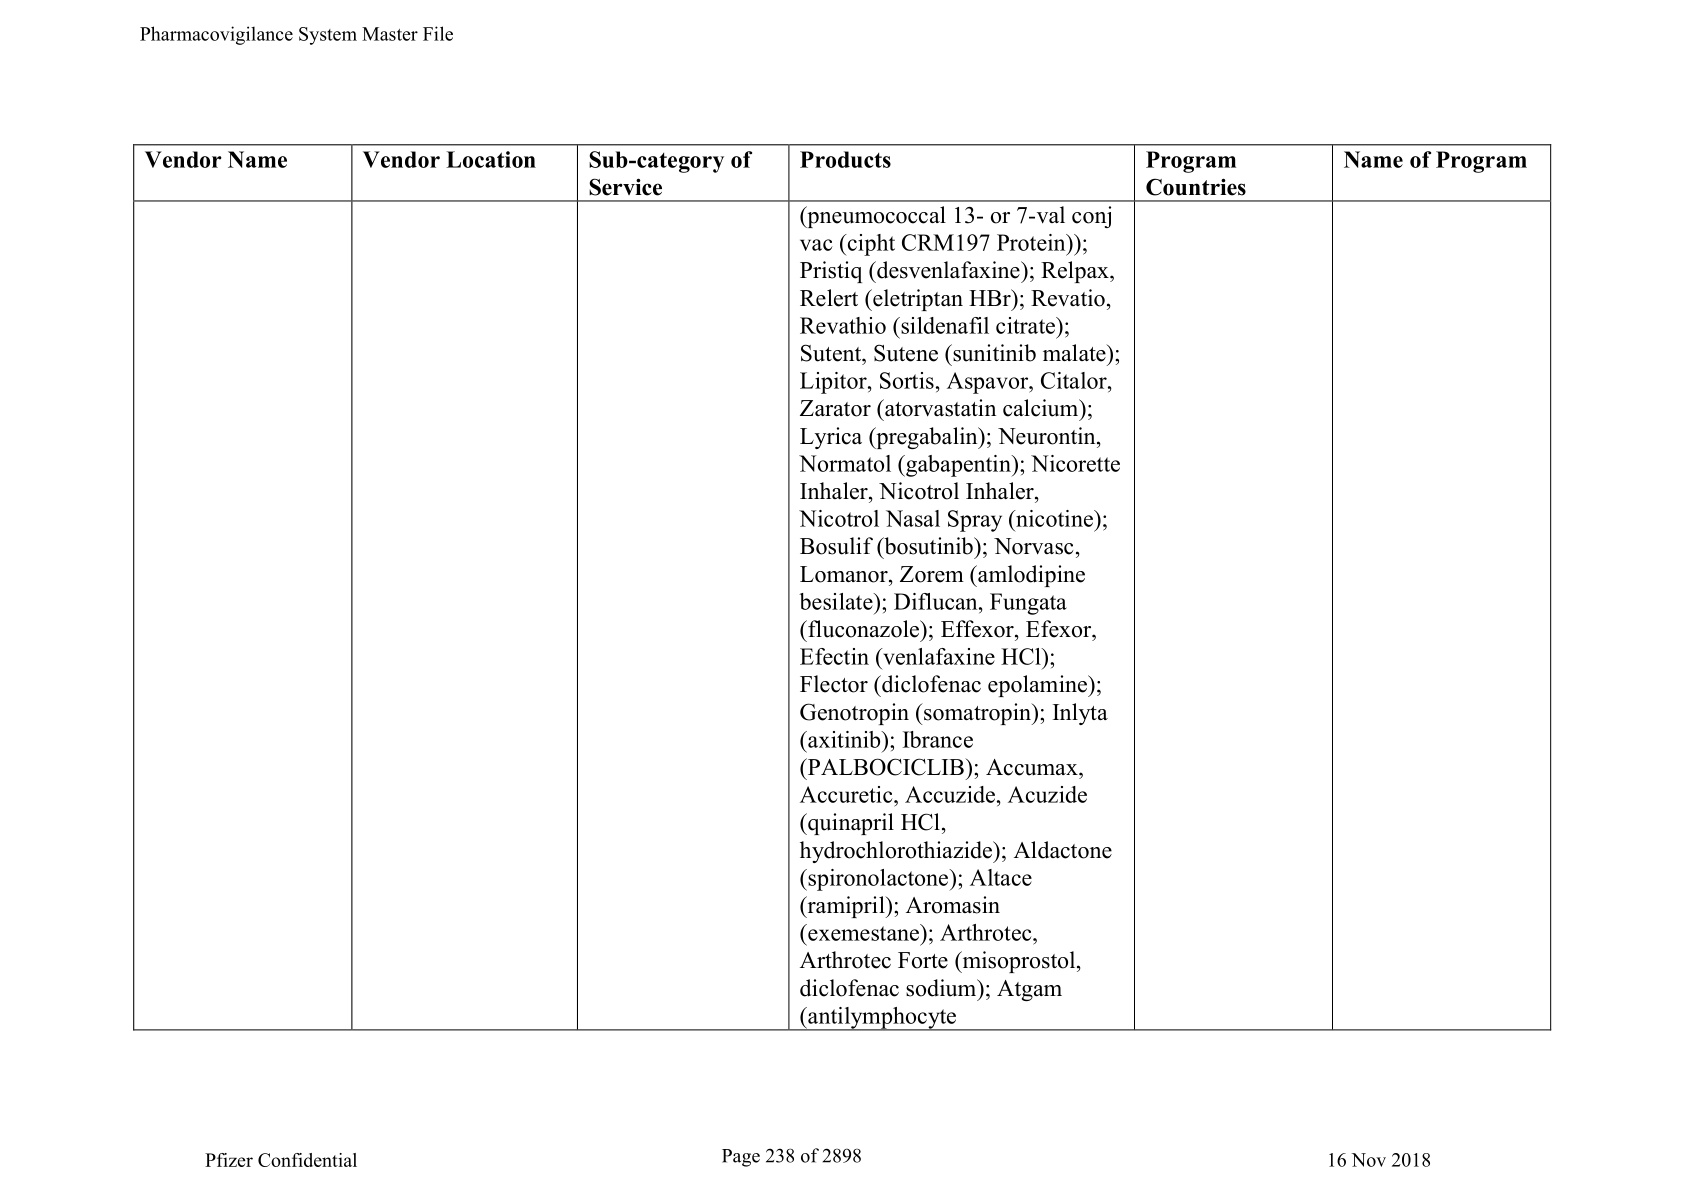 Pharmacovigilance System Master File
Vendor Name
Vendor Location
Sub-category of
Service
Products
Program
Countries
Name of Program
(pneumococcal 13- or 7-val conj
vac (cipht CRM197 Protein));
Pristiq (desvenlafaxine); Relpax,
Relert (eletriptan HBr); Revatio,
Revathio (sildenafil citrate);
Sutent, Sutene (sunitinib malate);
Lipitor, Sortis, Aspavor, Citalor,
Zarator (atorvastatin calcium);
Lyrica (pregabalin); Neurontin,
Normatol (gabapentin); Nicorette
Inhaler, Nicotrol Inhaler,
Nicotrol Nasal Spray (nicotine);
Bosulif (bosutinib); Norvasc,
Lomanor, Zorem (amlodipine
besilate); Diflucan, Fungata
(fluconazole); Effexor, Efexor,
Efectin (venlafaxine HCl);
Flector (diclofenac epolamine);
Genotropin (somatropin); Inlyta
(axitinib); Ibrance
(PALBOCICLIB); Accumax,
Accuretic, Accuzide, Acuzide
(quinapril HCl,
hydrochlorothiazide); Aldactone
(spironolactone); Altace
(ramipril); Aromasin
(exemestane); Arthrotec,
Arthrotec Forte (misoprostol,
diclofenac sodium); Atgam
(antilymphocyte
Pfizer Confidential
Page 238 of 2898
16 Nov 2018